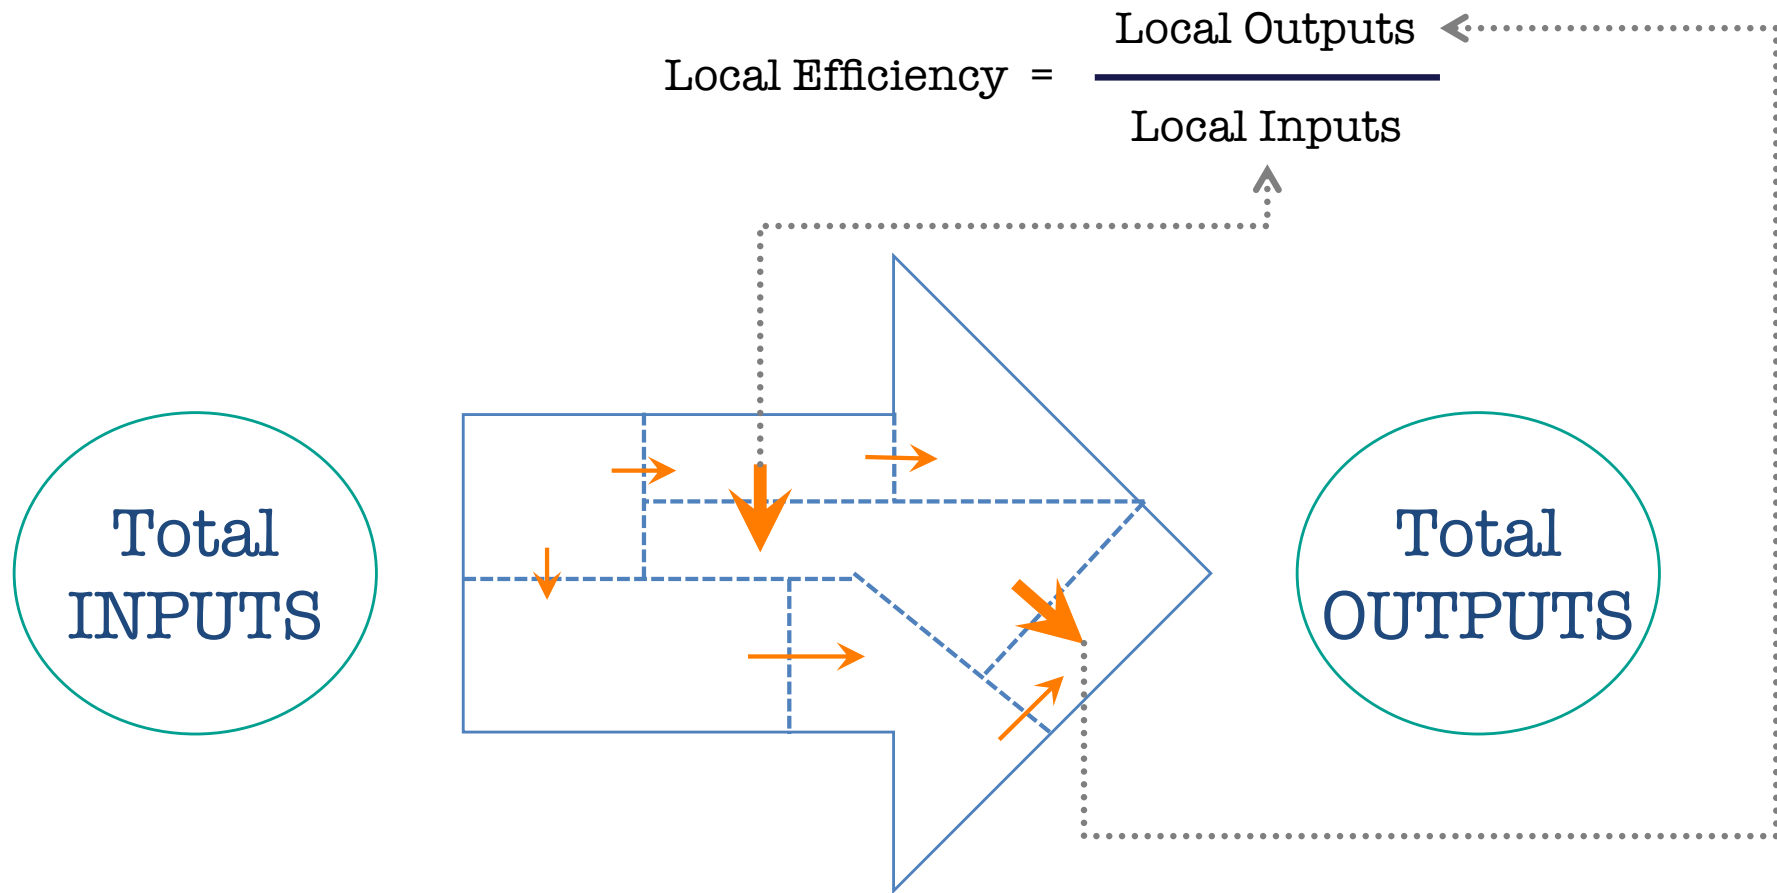 Local Outputs
Local Efficiency =
Local Inputs
Total
INPUTS
Total
OUTPUTS